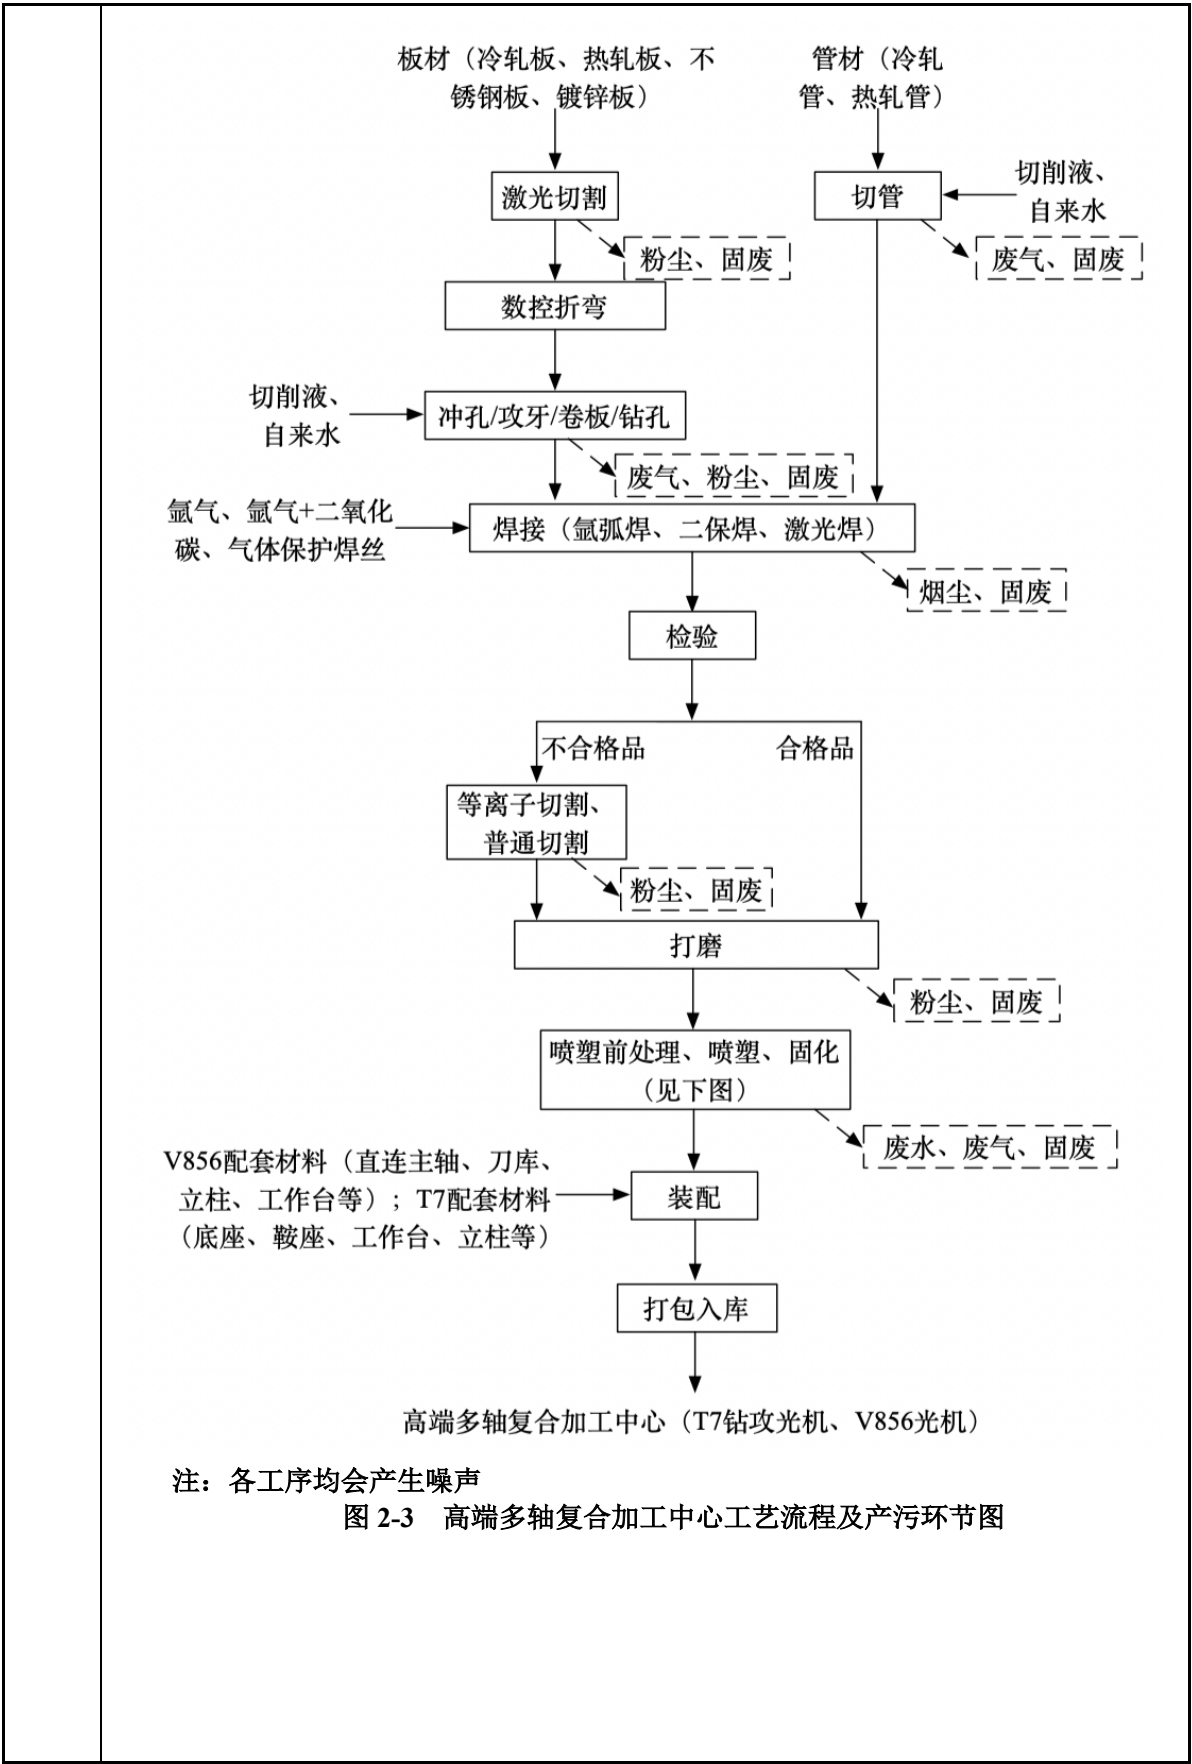 板材（冷轧板、热轧板、不
锈钢板、镀锌板）
管材（冷轧
管、热轧管）
激光切割
切管
切削液、
自来水
粉尘、固废
废气、固废
数控折弯
切削液、
自来水
冲孔/攻牙/卷板/钻孔
废气、粉尘、固废
氩气、氩气+二氧化
碳、气体保护焊丝
焊接（氩弧焊、二保焊、激光焊）
烟尘、固废
检验
不合格品
合格品
等离子切割、
普通切割
粉尘、固废
打磨
粉尘、固废
喷塑前处理、喷塑、固化
（见下图）
废水、废气、固废
V856配套材料（直连主轴、刀库、
立柱、工作台等）；T7配套材料
（底座、鞍座、工作台、立柱等）
装配
打包入库
高端多轴复合加工中心（T7钻攻光机、V856光机）
注：各工序均会产生噪声
图 2-3 高端多轴复合加工中心工艺流程及产污环节图